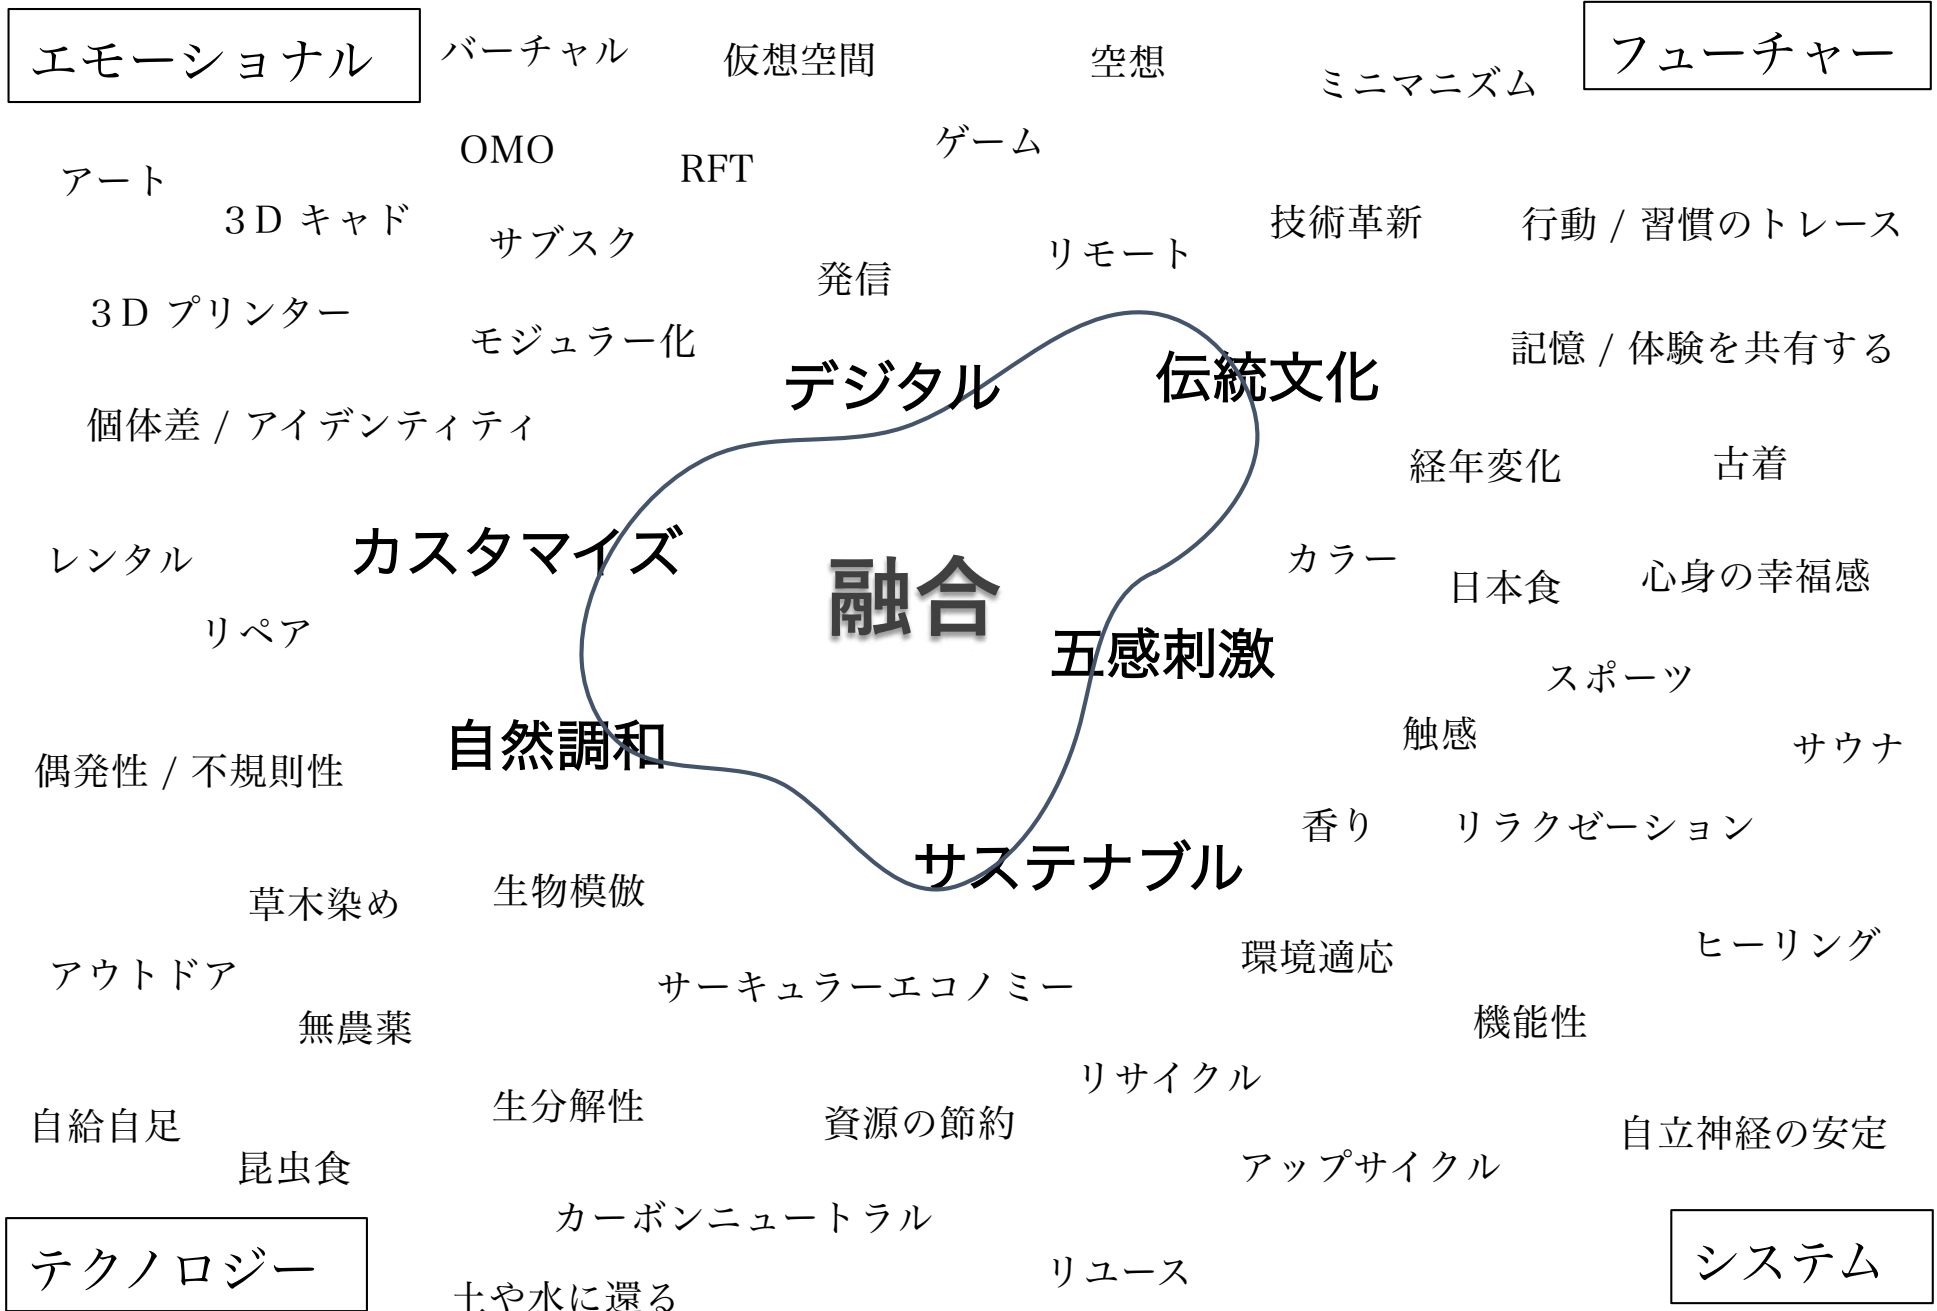 エモーショナル
バーチャル
仮想空間
空想
ミニマニズム
フューチャー
アート
OMO
RFT
ゲーム
３D キャド
サブスク
発信
リモート
技術革新
行動 / 習慣のトレース
３D プリンター
モジュラー化
デジタル
伝統文化
記憶 / 体験を共有する
個体差 / アイデンティティ
経年変化
古着
レンタル
カスタマイズ
融合
カラー
日本食
心身の幸福感
リペア
五感刺激
スポーツ
自然調和
触感
サウナ
偶発性 / 不規則性
サステナブル
香り
リラクゼーション
草木染め
生物模倣
アウトドア
サーキュラーエコノミー
環境適応
ヒーリング
無農薬
機能性
リサイクル
自給自足
生分解性
資源の節約
自立神経の安定
昆虫食
アップサイクル
カーボンニュートラル
テクノロジー
土や水に還る
リユース
システム